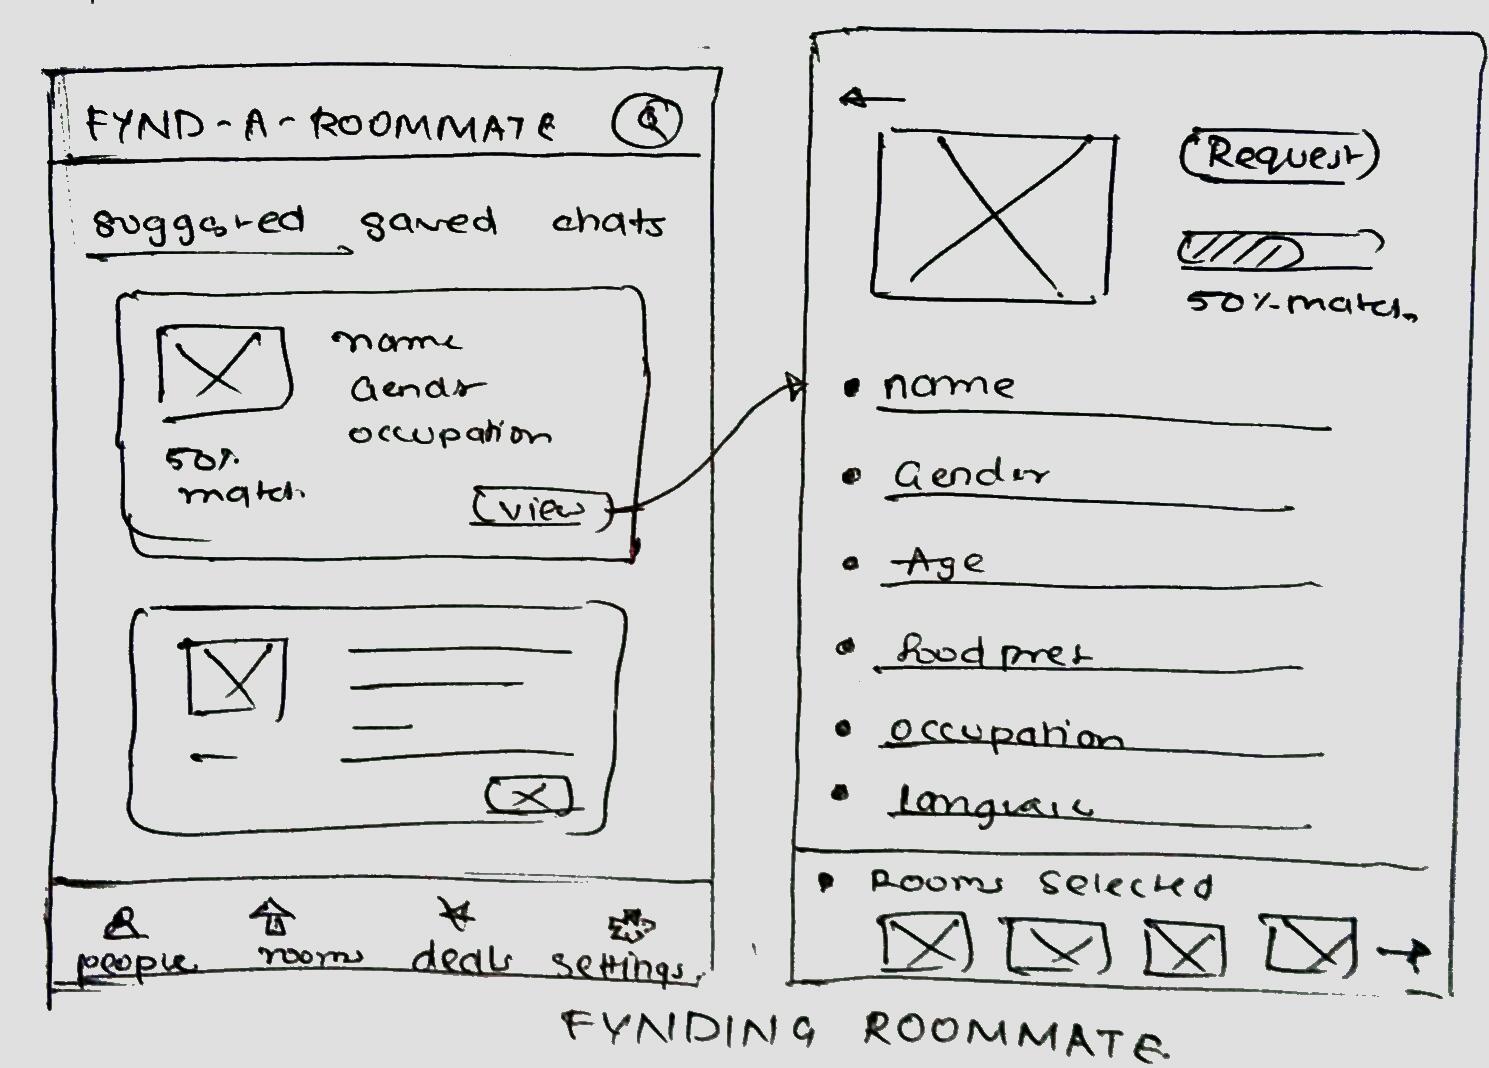 FYND-A-ROOMMATE
suggested saved chats
name
Gender
occupation
50%
match
view
people rooms deals settings
Request
50% match
name
Gender
Age
food pref
occupation
Language
Rooms selected
FYNDING ROOMMATE